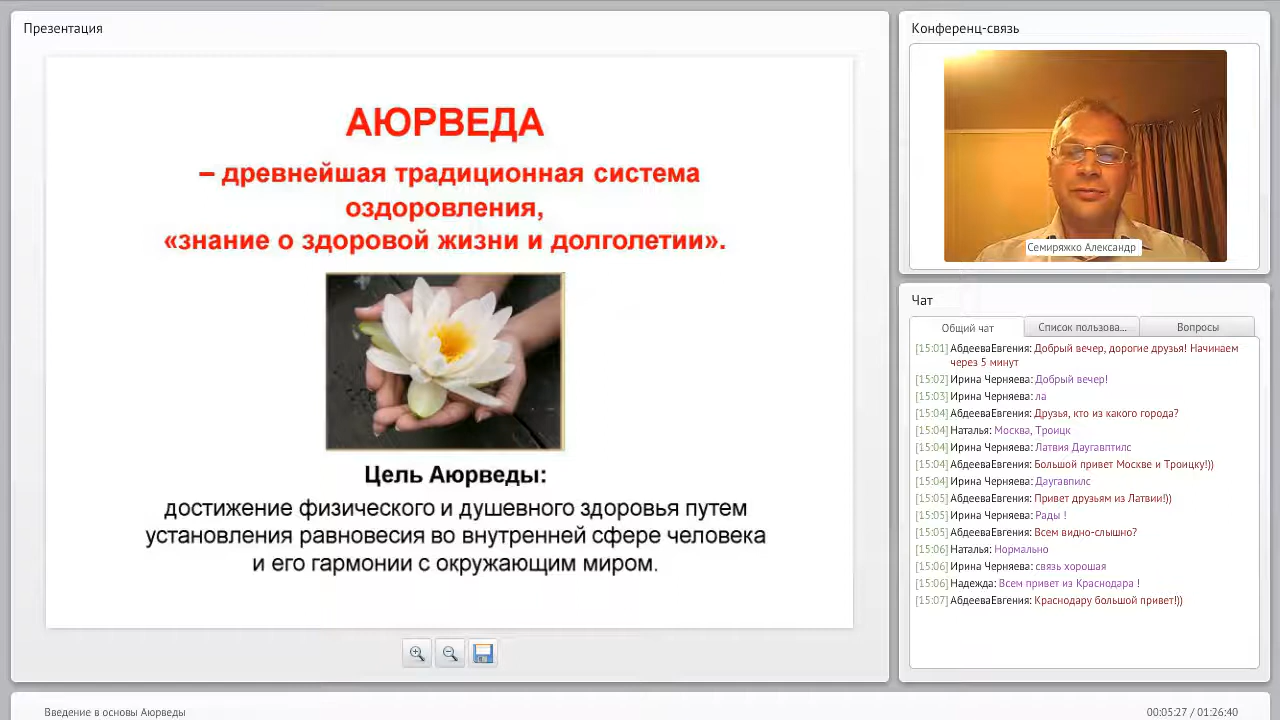 Презентация
АЮРВЕДА
– древнейшая традиционная система
оздоровления,
«знание о здоровой жизни и долголетии».
Цель Аюрведы:
достижение физического и душевного здоровья путем
установления равновесия во внутренней сфере человека
и его гармонии с окружающим миром.
Конференц-связь
Семиряжко Александр
Чат
Общий чат
Список пользова...
Вопросы
[15:01] АбдееваЕвгения: Добрый вечер, дорогие друзья! Начинаем
через 5 минут
[15:02] Ирина Черняева: Добрый вечер!
[15:03] Ирина Черняева: ла
[15:04] АбдееваЕвгения: Друзья, кто из какого города?
[15:04] Наталья: Москва, Троицк
[15:04] Ирина Черняева: Латвия Даугавптилс
[15:04] АбдееваЕвгения: Большой привет Москве и Троицку!))
[15:04] Ирина Черняева: Даугавпилс
[15:05] АбдееваЕвгения: Привет друзьям из Латвии!))
[15:05] Ирина Черняева: Рады !
[15:05] АбдееваЕвгения: Всем видно-слышно?
[15:06] Наталья: Нормально
[15:06] Ирина Черняева: связь хорошая
[15:06] Надежда: Всем привет из Краснодара !
[15:07] АбдееваЕвгения: Краснодару большой привет!))
Введение в основы Аюрведы
00:05:27 / 01:26:40